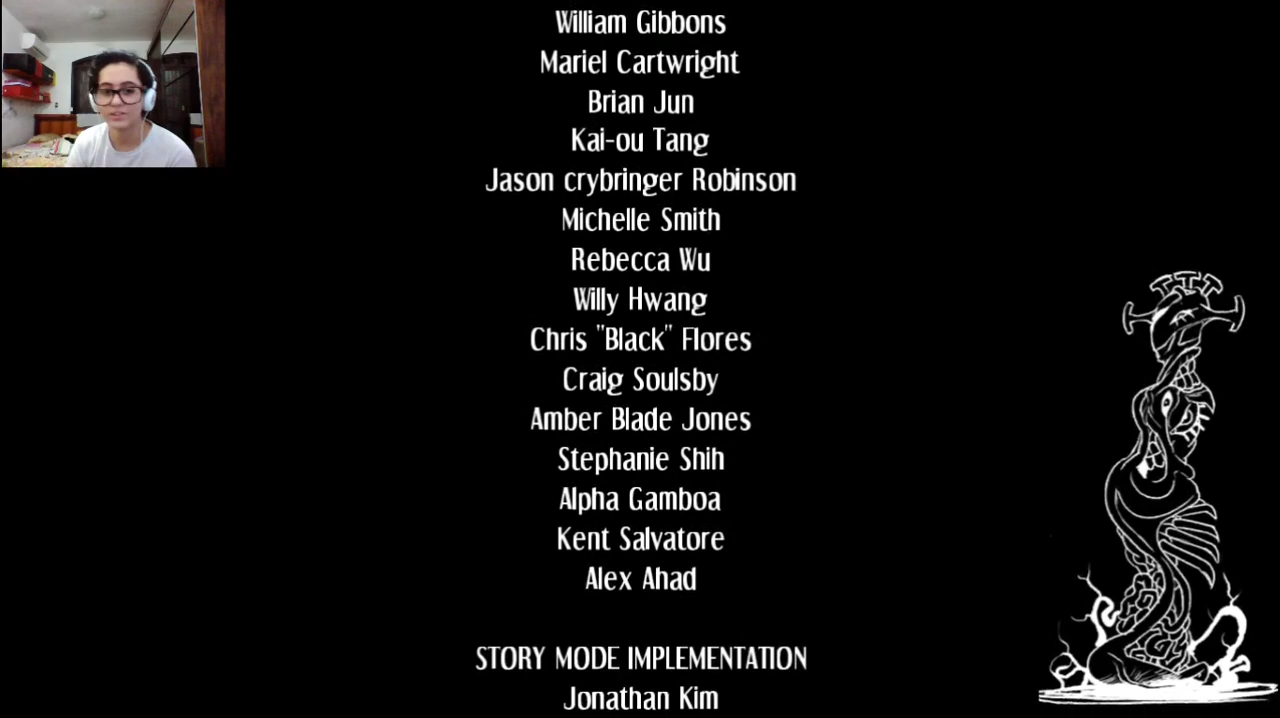 William Gibbons
Mariel Cartwright
Brian Jun
Kai-ou Tang
Jason crybringer Robinson
Michelle Smith
Rebecca Wu
Willy Hwang
Chris "Black" Flores
Craig Soulsby
Amber Blade Jones
Stephanie Shih
Alpha Gamboa
Kent Salvatore
Alex Ahad
STORY MODE IMPLEMENTATION
Jonathan Kim